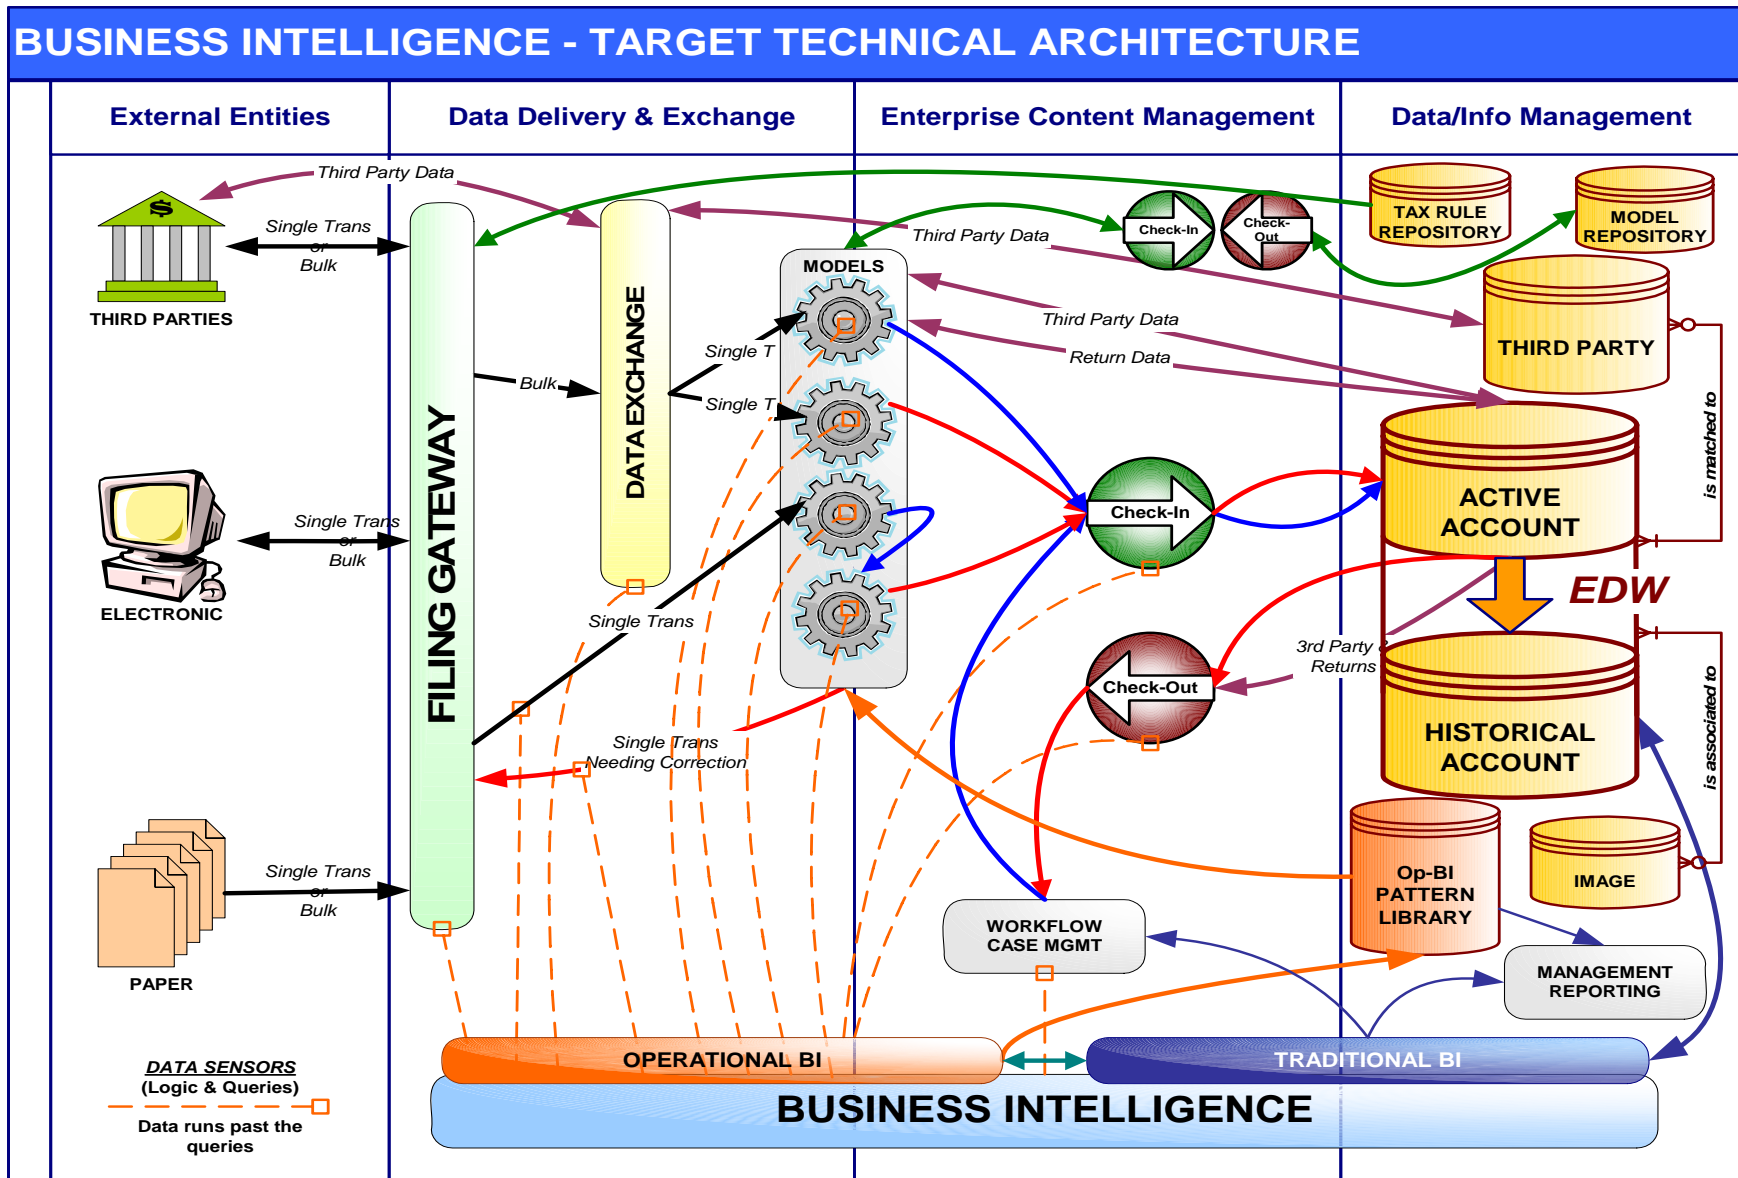 BUSINESS INTELLIGENCE - TARGET TECHNICAL ARCHITECTURE
External Entities
Data Delivery & Exchange
Enterprise Content Management
Data/Info Management
$
THIRD PARTIES
Third Party Data
Single Trans
or
Bulk
ELECTRONIC
Single Trans
or
Bulk
PAPER
Single Trans
or
Bulk
DATA SENSORS
(Logic & Queries)
Data runs past the
queries
FILING GATEWAY
Bulk
DATA EXCHANGE
Single T
Single T
Single Trans
Single Trans
Needing Correction
MODELS
Third Party Data
Third Party Data
Return Data
Check-In
Check-
Out
Check-In
Check-Out
3rd Party &
Returns
WORKFLOW
CASE MGMT
TAX RULE
REPOSITORY
MODEL
REPOSITORY
THIRD PARTY
is matched to
ACTIVE
ACCOUNT
EDW
HISTORICAL
ACCOUNT
is associated to
Op-BI
PATTERN
LIBRARY
IMAGE
MANAGEMENT
REPORTING
OPERATIONAL BI
TRADITIONAL BI
BUSINESS INTELLIGENCE